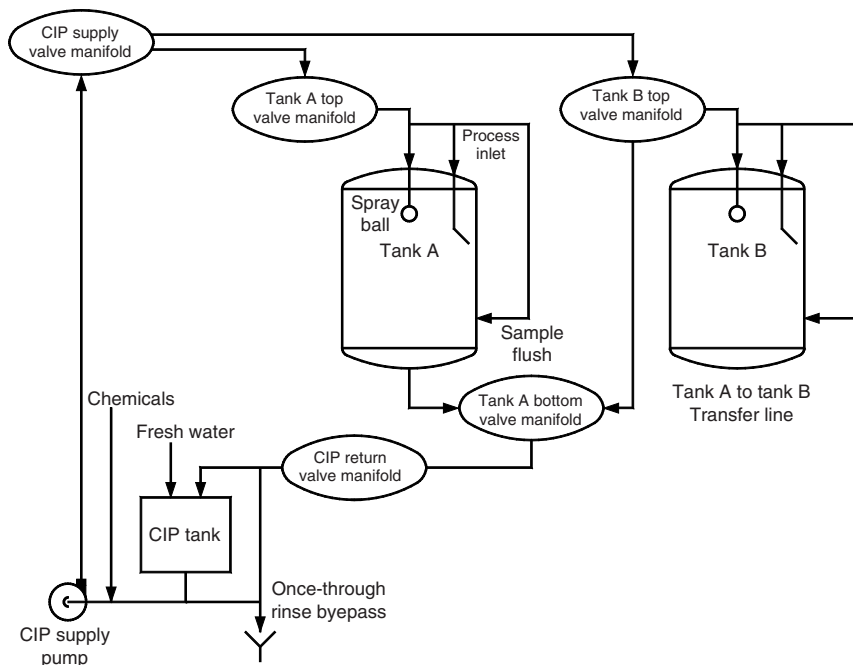 CIP supply
valve manifold
Tank A top
valve manifold
Tank B top
valve manifold
Process
inlet
Spray
ball
Tank A
Tank B
Sample
flush
Tank A bottom
valve manifold
Tank A to tank B
Transfer line
Chemicals
Fresh water
CIP return
valve manifold
CIP tank
Once-through
rinse byepass
CIP supply
pump